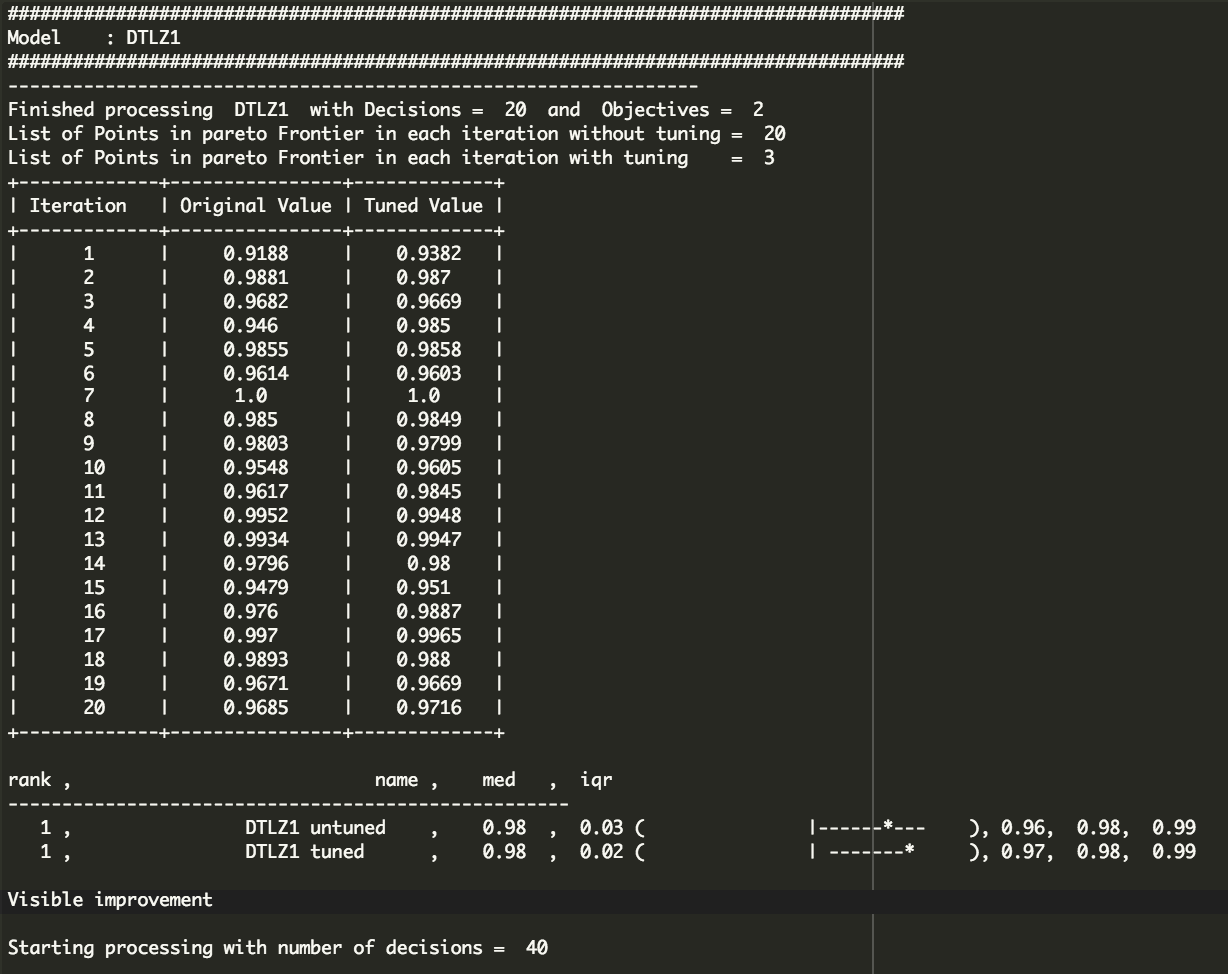 ###################################################################################
Model    : DTLZ1
###################################################################################
----------------------------------------------------------------
Finished processing  DTLZ1  with Decisions =  20  and  Objectives =  2
List of Points in pareto Frontier in each iteration without tuning =  20
List of Points in pareto Frontier in each iteration with tuning    =  3
+-------------+----------------+-------------+
| Iteration   | Original Value | Tuned Value |
+-------------+----------------+-------------+
|      1      |     0.9188     |    0.9382   |
|      2      |     0.9881     |    0.987    |
|      3      |     0.9682     |    0.9669   |
|      4      |     0.946      |    0.985    |
|      5      |     0.9855     |    0.9858   |
|      6      |     0.9614     |    0.9603   |
|      7      |      1.0       |     1.0     |
|      8      |     0.985      |    0.9849   |
|      9      |     0.9803     |    0.9799   |
|      10     |     0.9548     |    0.9605   |
|      11     |     0.9617     |    0.9845   |
|      12     |     0.9952     |    0.9948   |
|      13     |     0.9934     |    0.9947   |
|      14     |     0.9796     |     0.98    |
|      15     |     0.9479     |    0.951    |
|      16     |     0.976      |    0.9887   |
|      17     |     0.997      |    0.9965   |
|      18     |     0.9893     |    0.988    |
|      19     |     0.9671     |    0.9669   |
|      20     |     0.9685     |    0.9716   |
+-------------+----------------+-------------+
rank ,                            name ,    med   ,  iqr
----------------------------------------------------
   1 ,                DTLZ1 untuned    ,    0.98  ,  0.03 (               |------*---    ), 0.96,  0.98,  0.99
   1 ,                DTLZ1 tuned      ,    0.98  ,  0.02 (               | -------*     ), 0.97,  0.98,  0.99
Visible improvement
Starting processing with number of decisions =  40